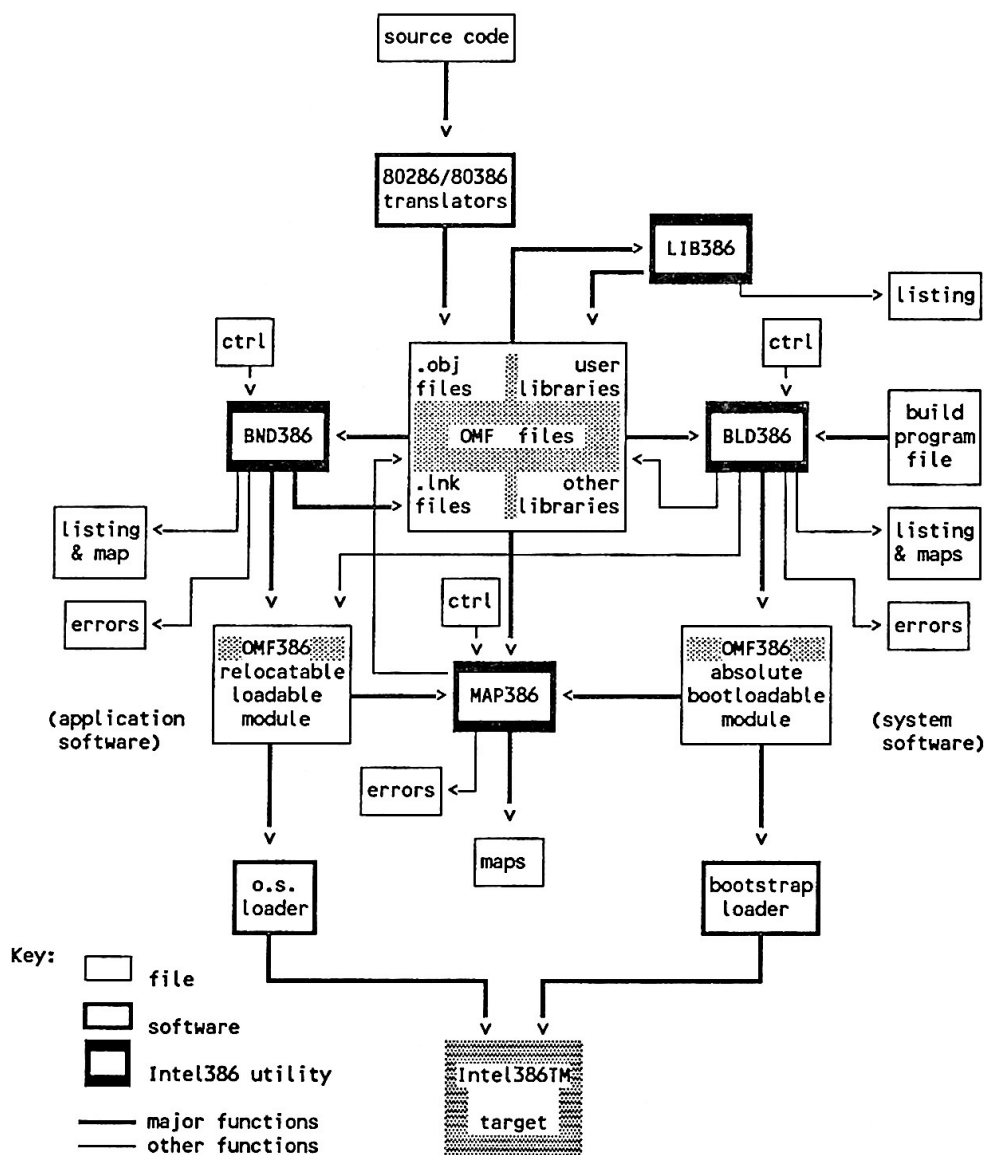 source code
80286/80386
translators
LIB386
listing
ctrl
ctrl
.obj
files
user
libraries
BND386
OMF files
BLD386
build
program
file
.lnk
files
other
libraries
listing
& map
listing
& maps
ctrl
errors
errors
OMF386
relocatable
loadable
module
MAP386
OMF386
absolute
bootloadable
module
(application
software)
(system
software)
errors
maps
o.s.
loader
bootstrap
loader
Key:
file
software
Intel386 utility
major functions
other functions
Intel386TM
target